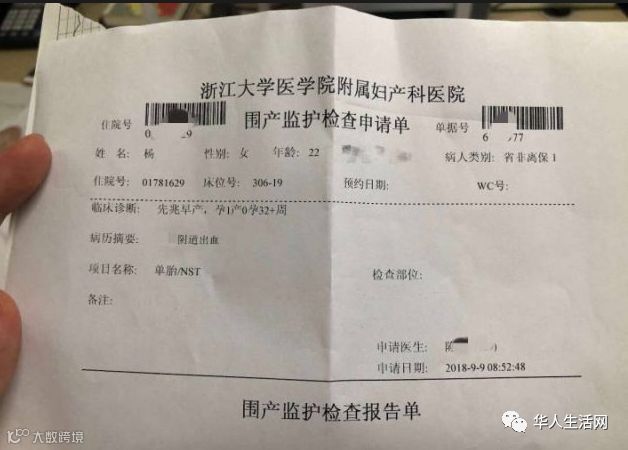 浙江大学医学院附属妇产科医院
住院号 围产监护检查申请单 单据号
姓 名: 杨 性别: 女 年龄: 22 病人类别: 省非离保1
住院号: 01781629 床位号: 306-19 预约日期: WC号:
临床诊断: 先兆早产, 孕1产0孕32+周
病历摘要: 阴道出血
项目名称: 单胎/NST 检查部位:
备注:
申请医生:
申请日期: 2018-9-9 08:52:48
围产监护检查报告单
大数跨境
华人生活网